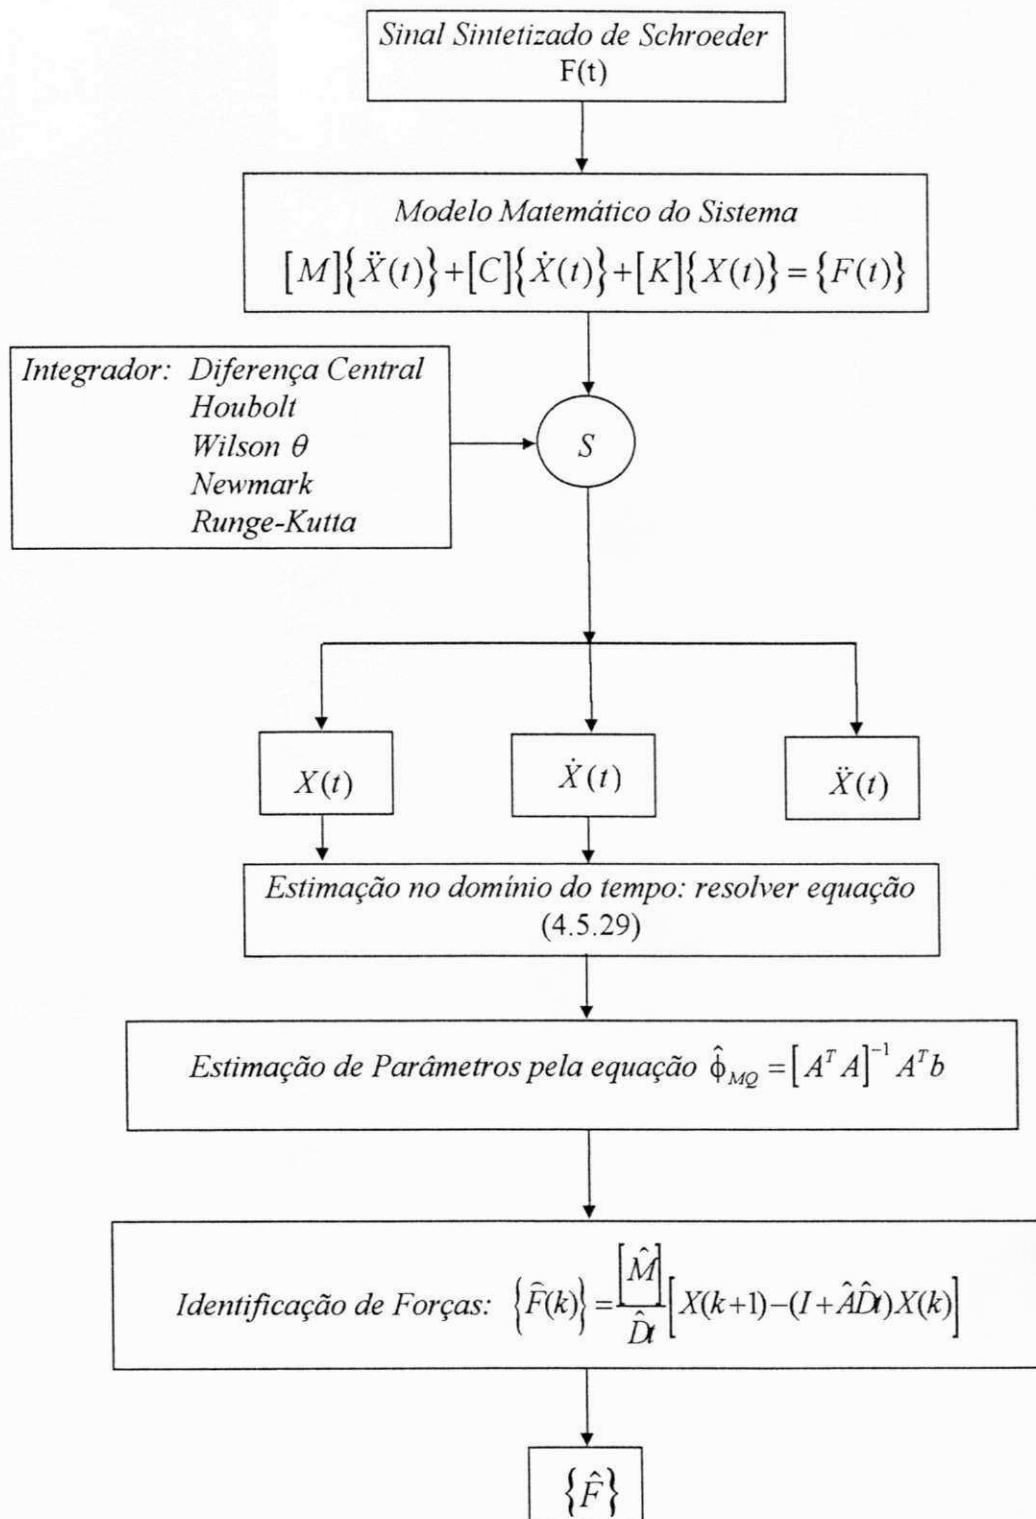 Sinal Sintetizado de Schroeder
F(t)
Modelo Matemático do Sistema
[M]{Ẍ(t)}+[C]{Ẋ(t)}+[K]{X(t)}={F(t)}
Integrador: Diferença Central
Houbolt
Wilson θ
Newmark
Runge-Kutta
S
X(t)
Ẋ(t)
Ẍ(t)
Estimação no domínio do tempo: resolver equação
(4.5.29)
Estimação de Parâmetros pela equação ϕ̂_MQ = [A^T A]^-1 A^T b
Identificação de Forças: {F̂(k)} = [M̂]/D̂t [X(k+1)−(I+ÂD̂t)X(k)]
{F̂}